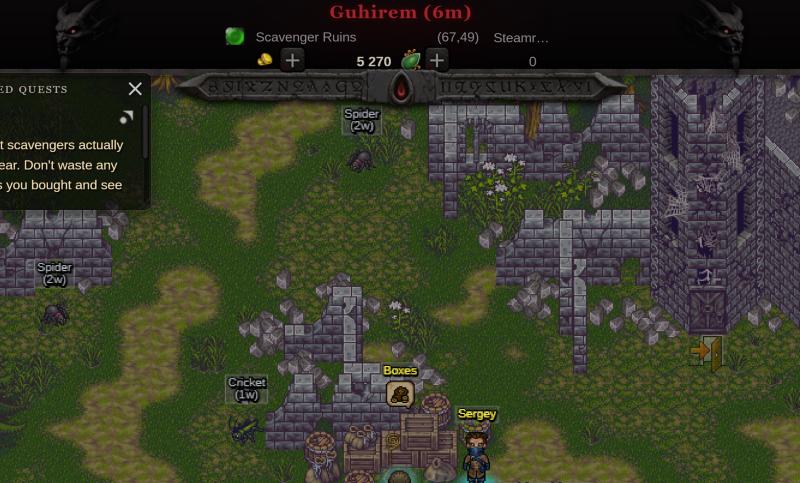 Guhirem (6m)
Scavenger Ruins (67,49) Steamr...
5 270 0
ED QUESTS
t scavengers actually
ear. Don't waste any
s you bought and see
Spider
(2w)
Spider
(2w)
Cricket
(1w)
Boxes
Sergey